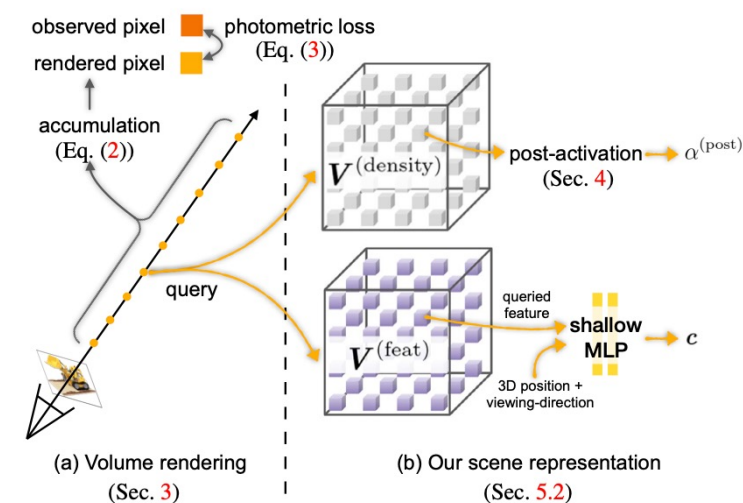 observed pixel
photometric loss
(Eq. (3))
rendered pixel
accumulation
(Eq. (2))
query
V(density)
post-activation
(Sec. 4)
α(post)
V(feat)
queried
feature
shallow
MLP
c
3D position +
viewing-direction
(a) Volume rendering
(Sec. 3)
(b) Our scene representation
(Sec. 5.2)